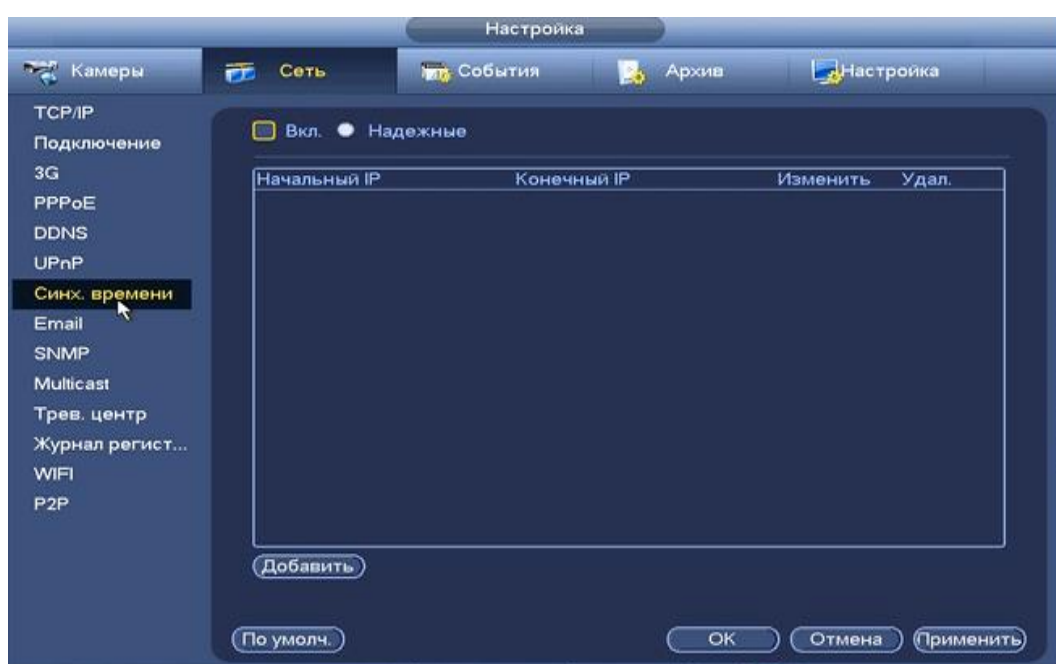 Настройка
Камеры Сеть События Архив Настройка
TCP/IP
Подключение
3G
PPPoE
DDNS
UPnP
Синх. времени
Email
SNMP
Multicast
Трев. центр
Журнал регист...
WIFI
P2P
Вкл. Надежные
Начальный IP Конечный IP Изменить Удал.
Добавить
По умолч. OK Отмена Применить